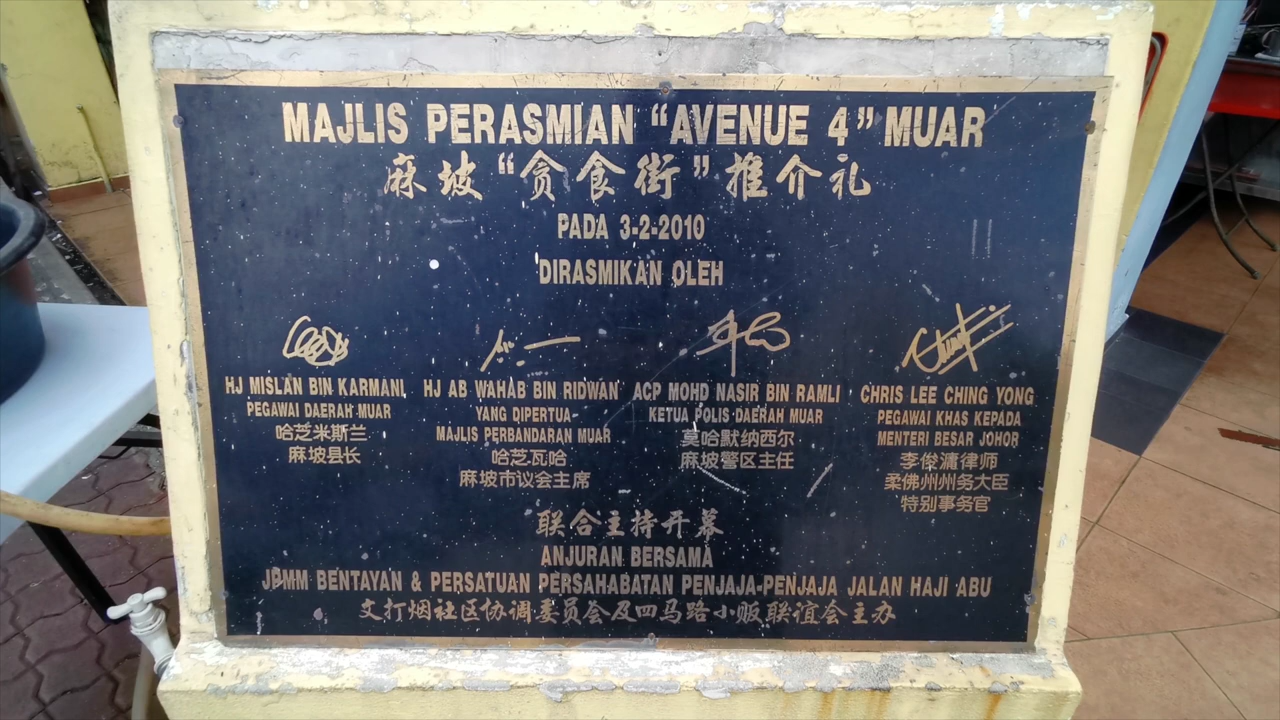 MAJLIS PERASMIAN “AVENUE 4” MUAR
麻坡“贪食街”推介礼
PADA 3-2-2010
DIRASMIKAN OLEH
HJ MISLAN BIN KARMANI
PEGAWAI DAERAH MUAR
哈芝米斯兰
麻坡县长
HJ AB WAHAB BIN RIDWAN
YANG DIPERTUA
MAJLIS PERBANDARAN MUAR
哈芝瓦哈
麻坡市议会主席
ACP MOHD NASIR BIN RAMLI
KETUA POLIS DAERAH MUAR
莫哈默纳西尔
麻坡警区主任
CHRIS LEE CHING YONG
PEGAWAI KHAS KEPADA
MENTERI BESAR JOHOR
李俊滽律师
柔佛州州务大臣
特别事务官
联合主持开幕
ANJURAN BERSAMA
JPMM BENTAYAN & PERSATUAN PERSAHABATAN PENJAJA-PENJAJA JALAN HAJI ABU
文打烟社区协调委员会及四马路小贩联谊会主办